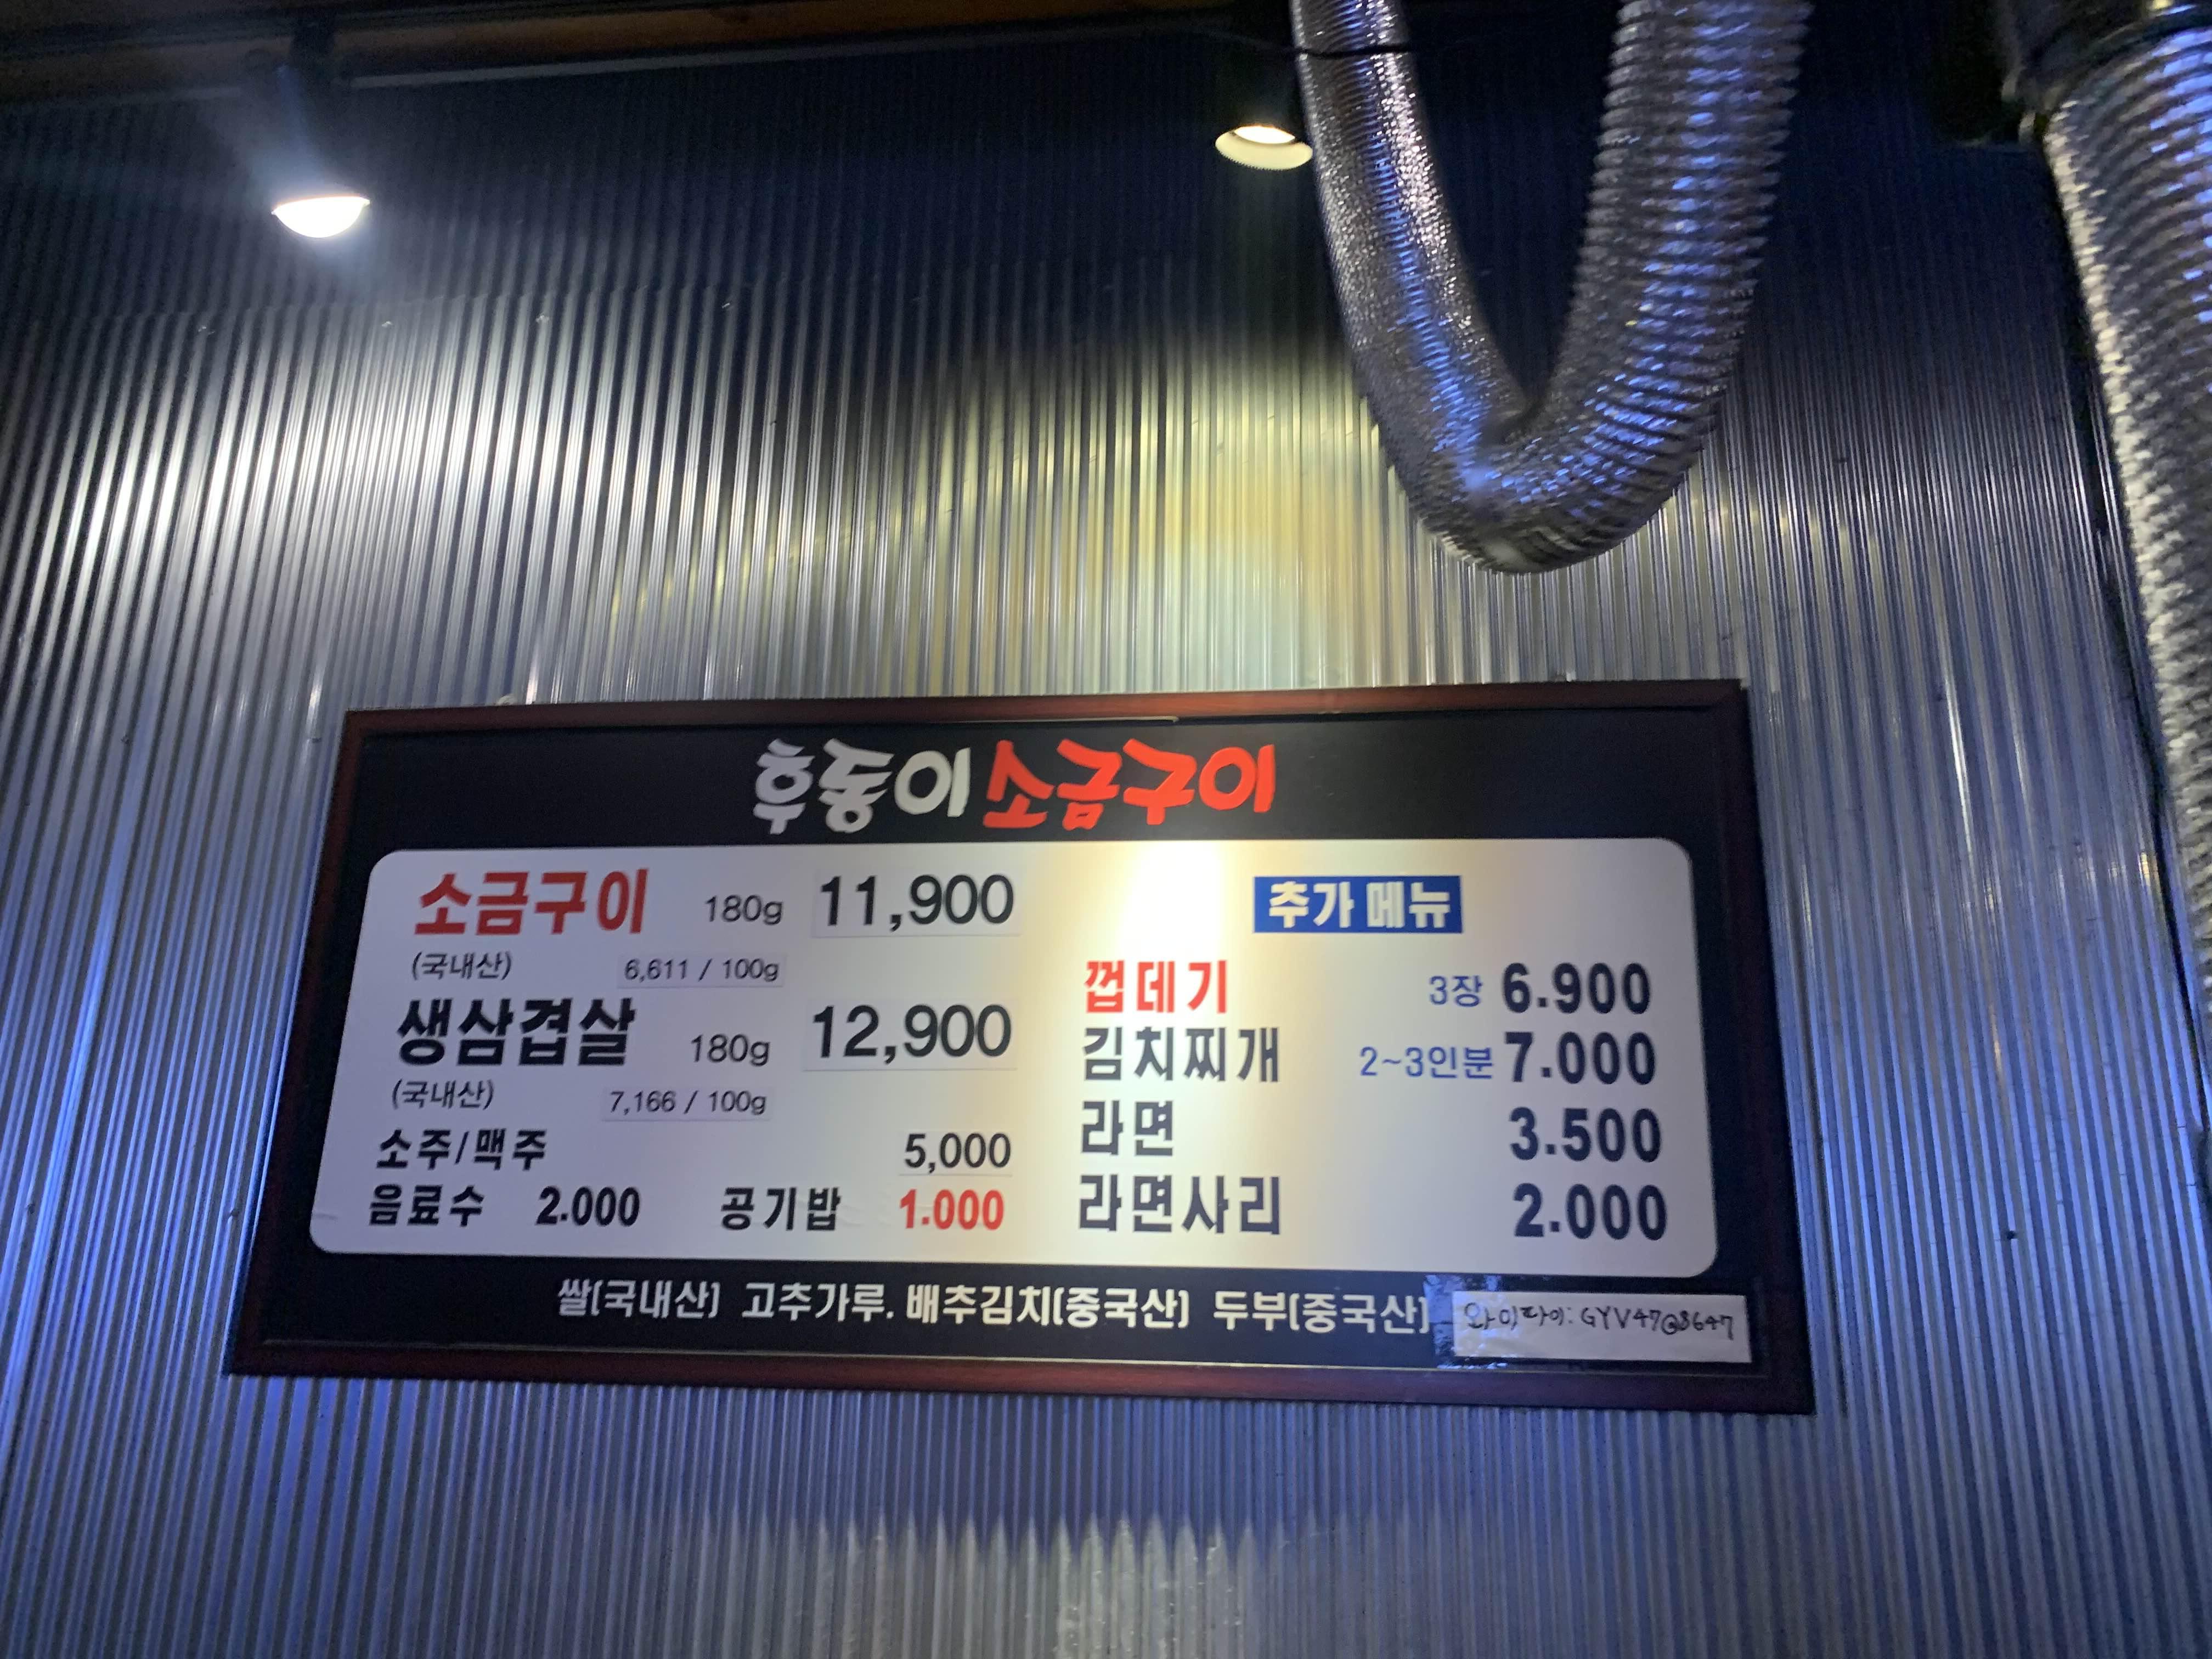 후동이 소금구이
소금구이 180g 11,900
(국내산) 6,611 / 100g
생삼겹살 180g 12,900
(국내산) 7,166 / 100g
소주/맥주 5,000
음료수 2.000 공기밥 1.000
추가 메뉴
껍데기 3장 6.900
김치찌개 2~3인분 7.000
라면 3.500
라면사리 2.000
쌀(국내산) 고추가루. 배추김치(중국산) 두부(중국산)
와이파이: GYV47@8647